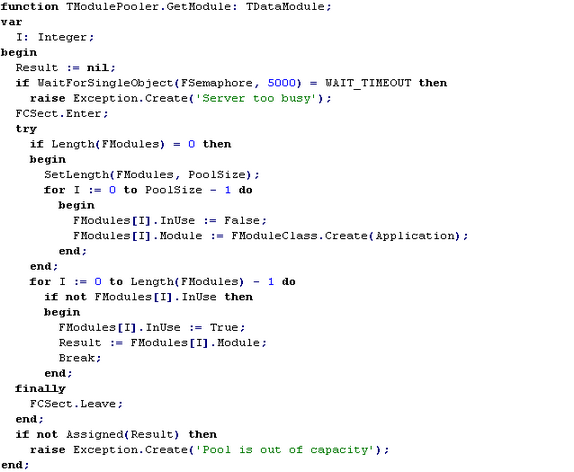 function TModulePooler.GetModule: TDataModule;
var
  I: Integer;
begin
  Result := nil;
  if WaitForSingleObject(FSemaphore, 5000) = WAIT_TIMEOUT then
    raise Exception.Create('Server too busy');
  FCSect.Enter;
  try
    if Length(FModules) = 0 then
    begin
      SetLength(FModules, PoolSize);
      for I := 0 to PoolSize - 1 do
        begin
          FModules[I].InUse := False;
          FModules[I].Module := FModuleClass.Create(Application);
        end;
    end;
    for I := 0 to Length(FModules) - 1 do
      if not FModules[I].InUse then
      begin
        FModules[I].InUse := True;
        Result := FModules[I].Module;
        Break;
      end;
  finally
    FCSect.Leave;
  end;
  if not Assigned(Result) then
    raise Exception.Create('Pool is out of capacity');
end;